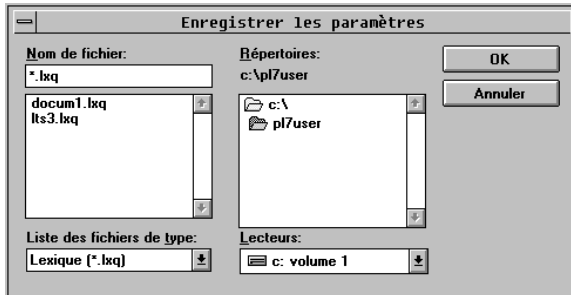 Enregistrer les paramètres
Nom de fichier:
*.lxq
docum1.lxq
lts3.lxq
Liste des fichiers de type:
Lexique (*.lxq)
Répertoires:
c:\pl7user
c:\
pl7user
Lecteurs:
c: volume 1
OK
Annuler